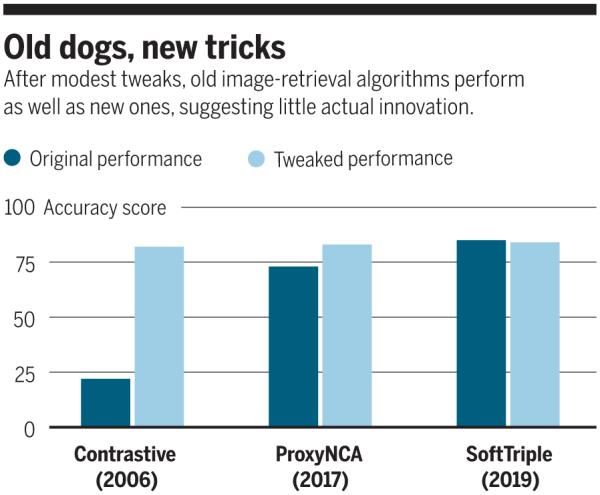 Old dogs, new tricks
After modest tweaks, old image-retrieval algorithms perform
as well as new ones, suggesting little actual innovation.
Original performance Tweaked performance
100 Accuracy score
75
50
25
0
Contrastive ProxyNCA SoftTriple
(2006) (2017) (2019)